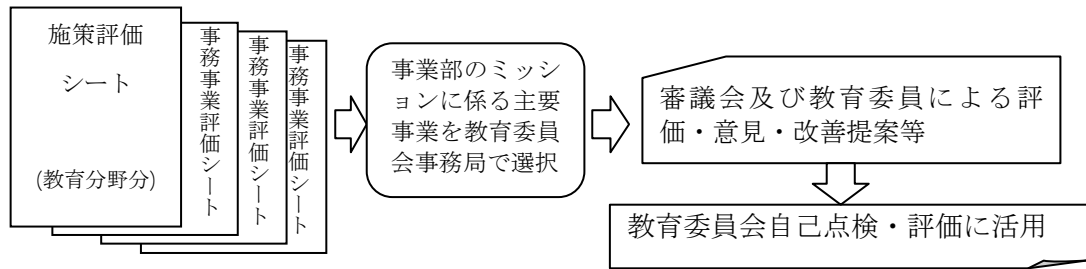 施策評価
シート
(教育分野分)
事務事業評価シート
事務事業評価シート
事務事業評価シート
事業部のミッシ
ョンに係る主要
事業を教育委員
会事務局で選択
審議会及び教育委員による評
価・意見・改善提案等
教育委員会自己点検・評価に活用